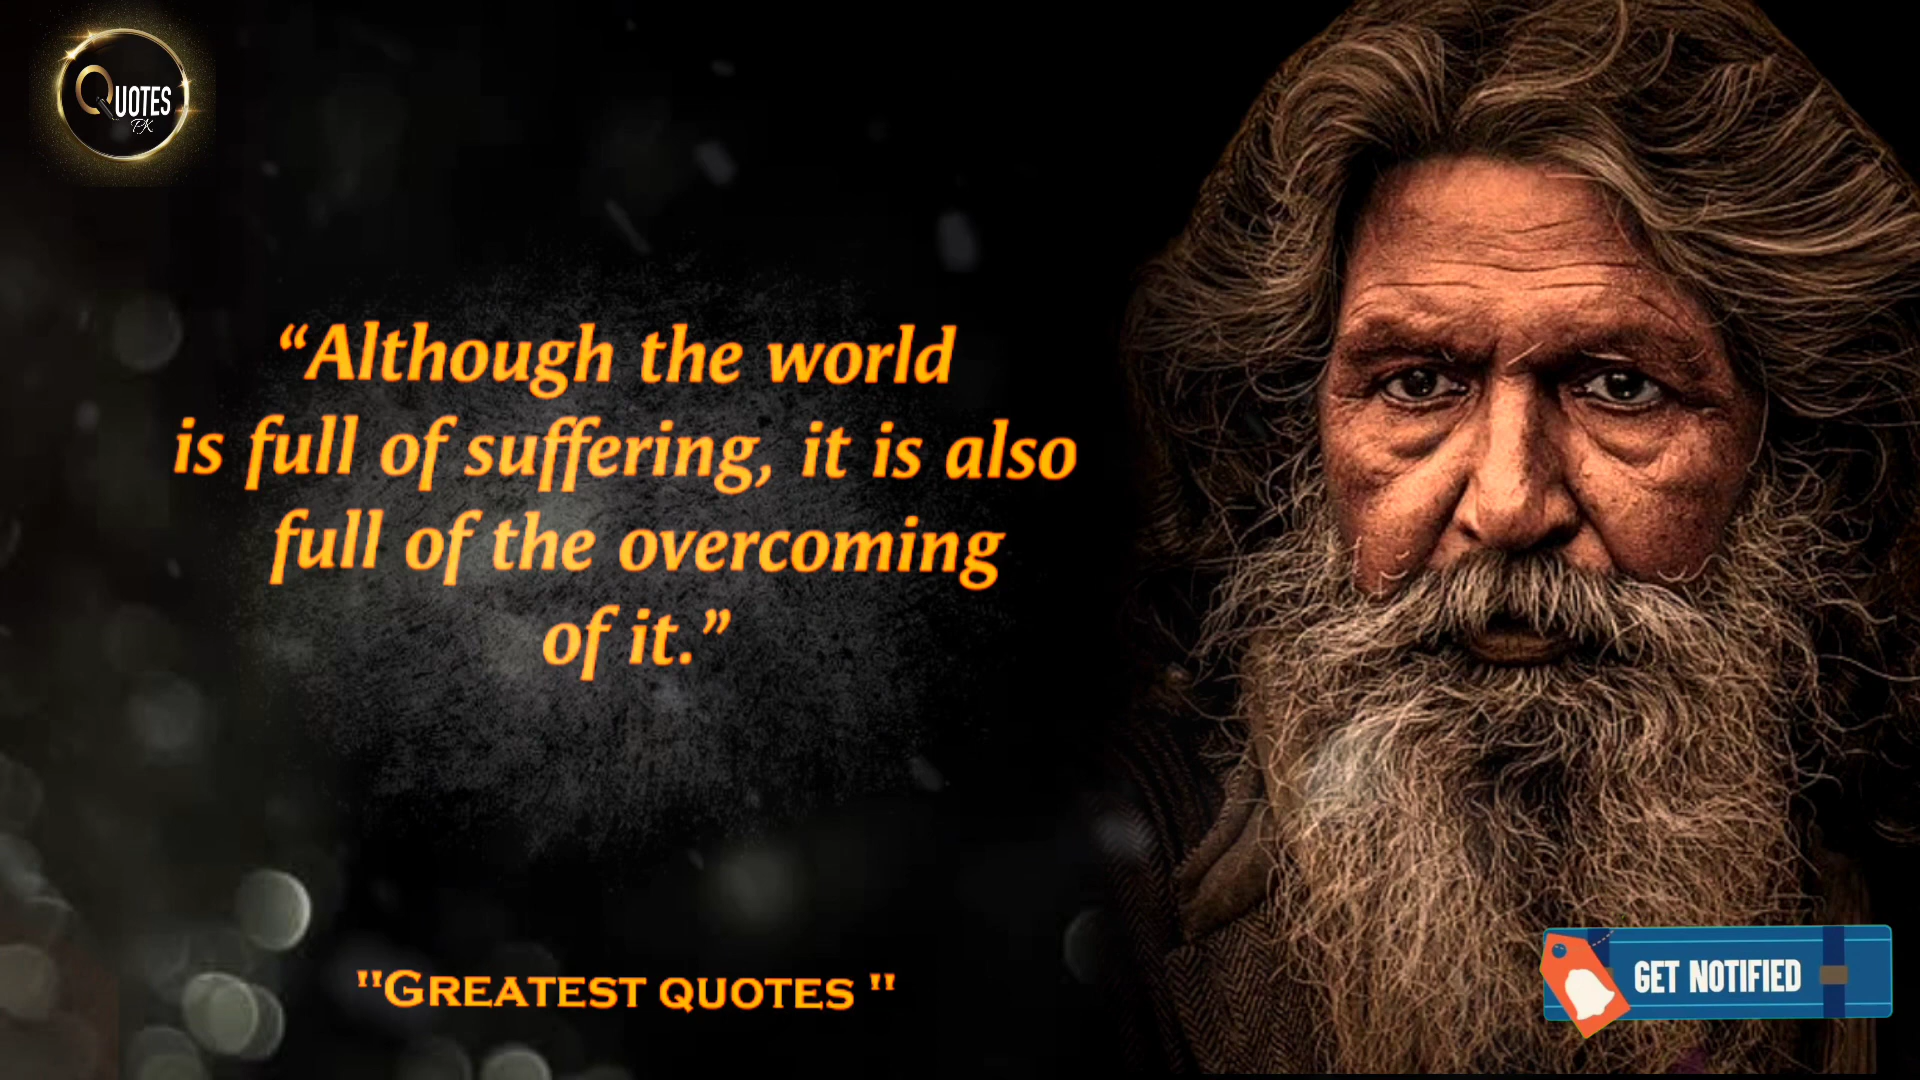 QUOTES
PK
“Although the world
is full of suffering, it is also
full of the overcoming
of it.”
"GREATEST QUOTES "
GET NOTIFIED